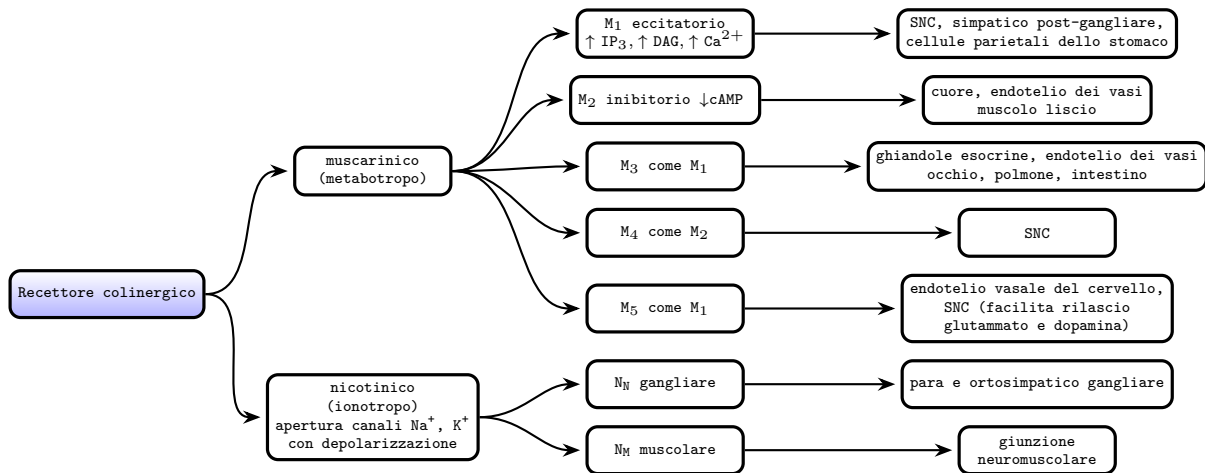 Recettore colinergico
muscarinico
(metabotropo)
M₁ eccitatorio
↑ IP₃, ↑ DAG, ↑ Ca²⁺
SNC, simpatico post-gangliare,
cellule parietali dello stomaco
M₂ inibitorio ↓cAMP
cuore, endotelio dei vasi
muscolo liscio
M₃ come M₁
ghiandole esocrine, endotelio dei vasi
occhio, polmone, intestino
M₄ come M₂
SNC
M₅ come M₁
endotelio vasale del cervello,
SNC (facilita rilascio
glutammato e dopamina)
nicotinico
(ionotropo)
apertura canali Na⁺, K⁺
con depolarizzazione
N_N gangliare
para e ortosimpatico gangliare
N_M muscolare
giunzione
neuromuscolare